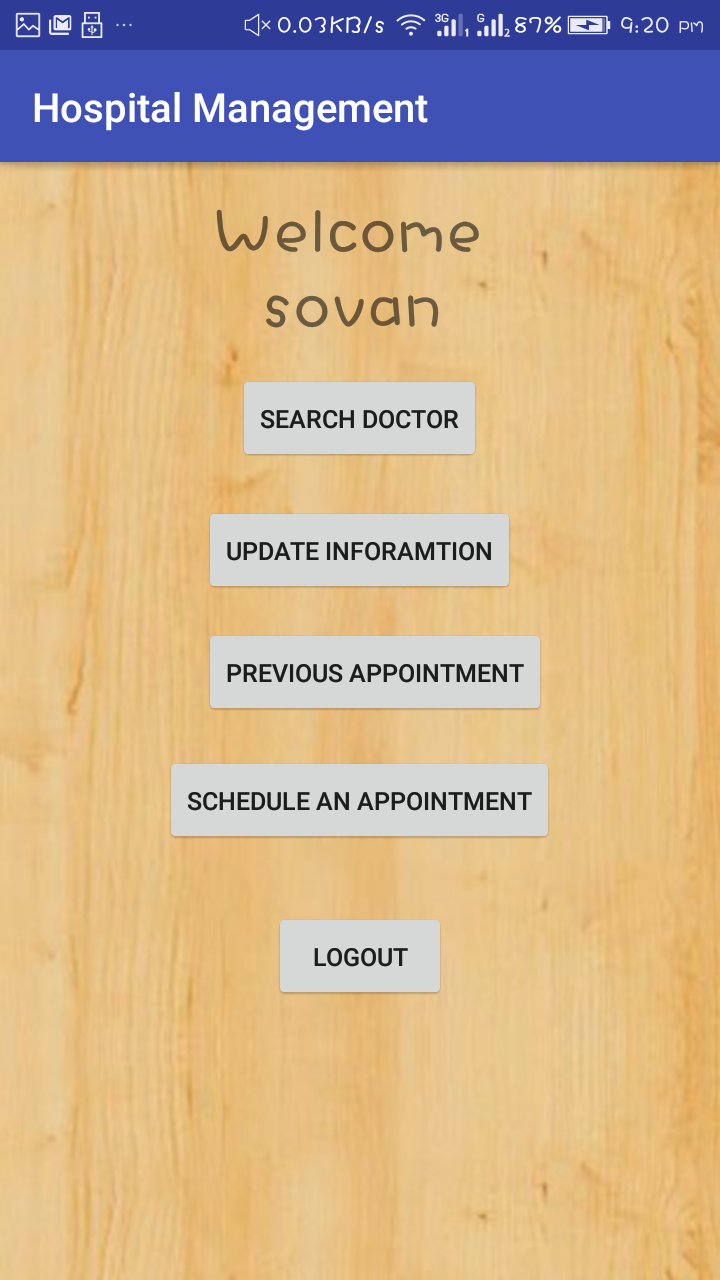 0.03KB/s 3G 1 G 2 87% 9:20 pm
Hospital Management
Welcome
sovan
SEARCH DOCTOR
UPDATE INFORAMTION
PREVIOUS APPOINTMENT
SCHEDULE AN APPOINTMENT
LOGOUT